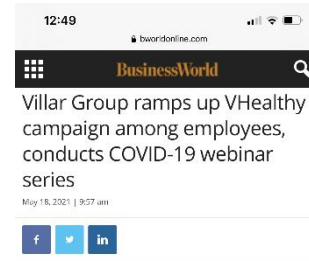 12:49
bworldonline.com
BusinessWorld
Villar Group ramps up VHealthy
campaign among employees,
conducts COVID-19 webinar
series
May 18, 2021 | 9:57 am
f
in